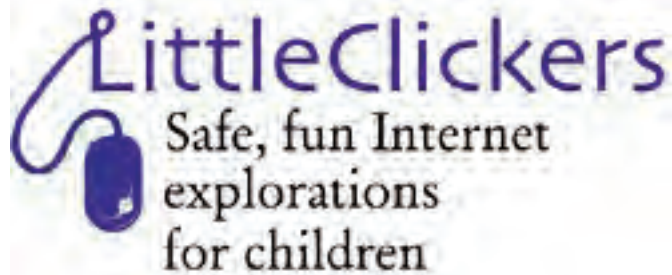 LittleClickers
Safe, fun Internet
explorations
for children